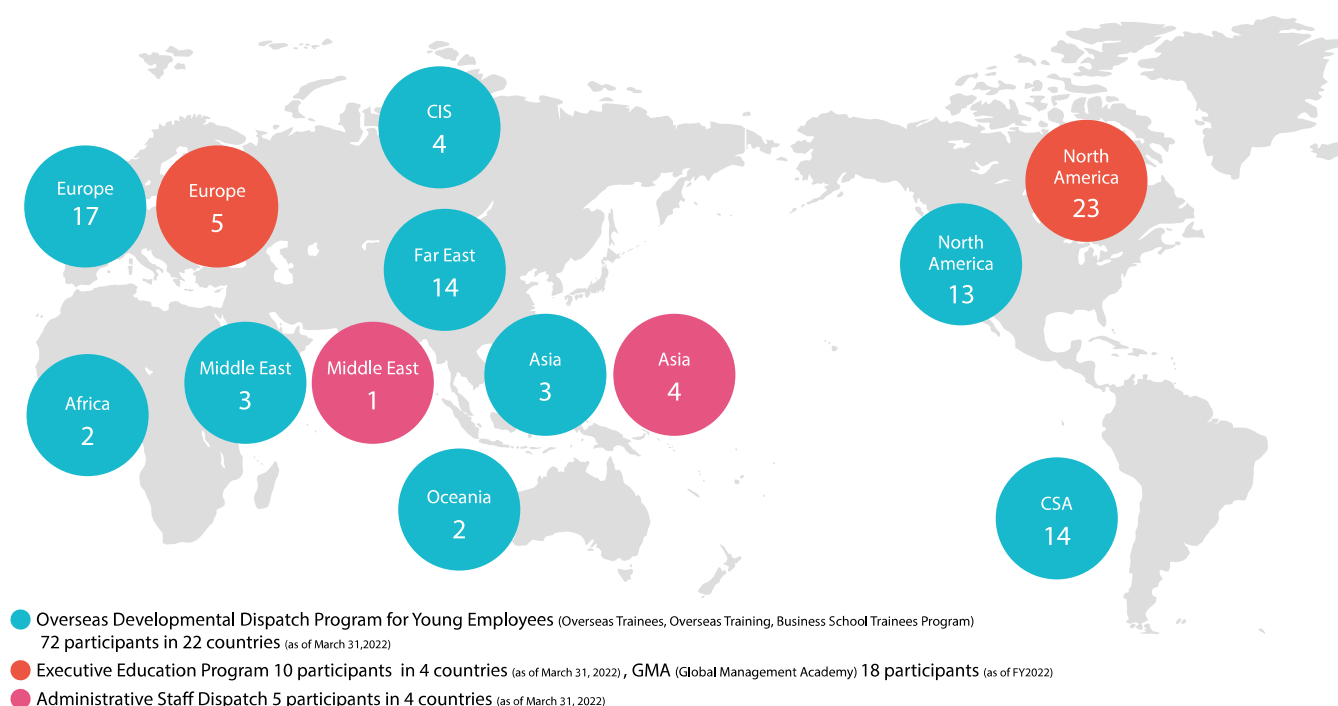 CIS
4
Europe
17
Europe
5
North
America
23
Far East
14
North
America
13
Middle East
3
Middle East
1
Asia
3
Asia
4
Africa
2
Oceania
2
CSA
14
Overseas Developmental Dispatch Program for Young Employees (Overseas Trainees, Overseas Training, Business School Trainees Program)
72 participants in 22 countries (as of March 31,2022)
Executive Education Program 10 participants in 4 countries (as of March 31, 2022) , GMA (Global Management Academy) 18 participants (as of FY2022)
Administrative Staff Dispatch 5 participants in 4 countries (as of March 31, 2022)